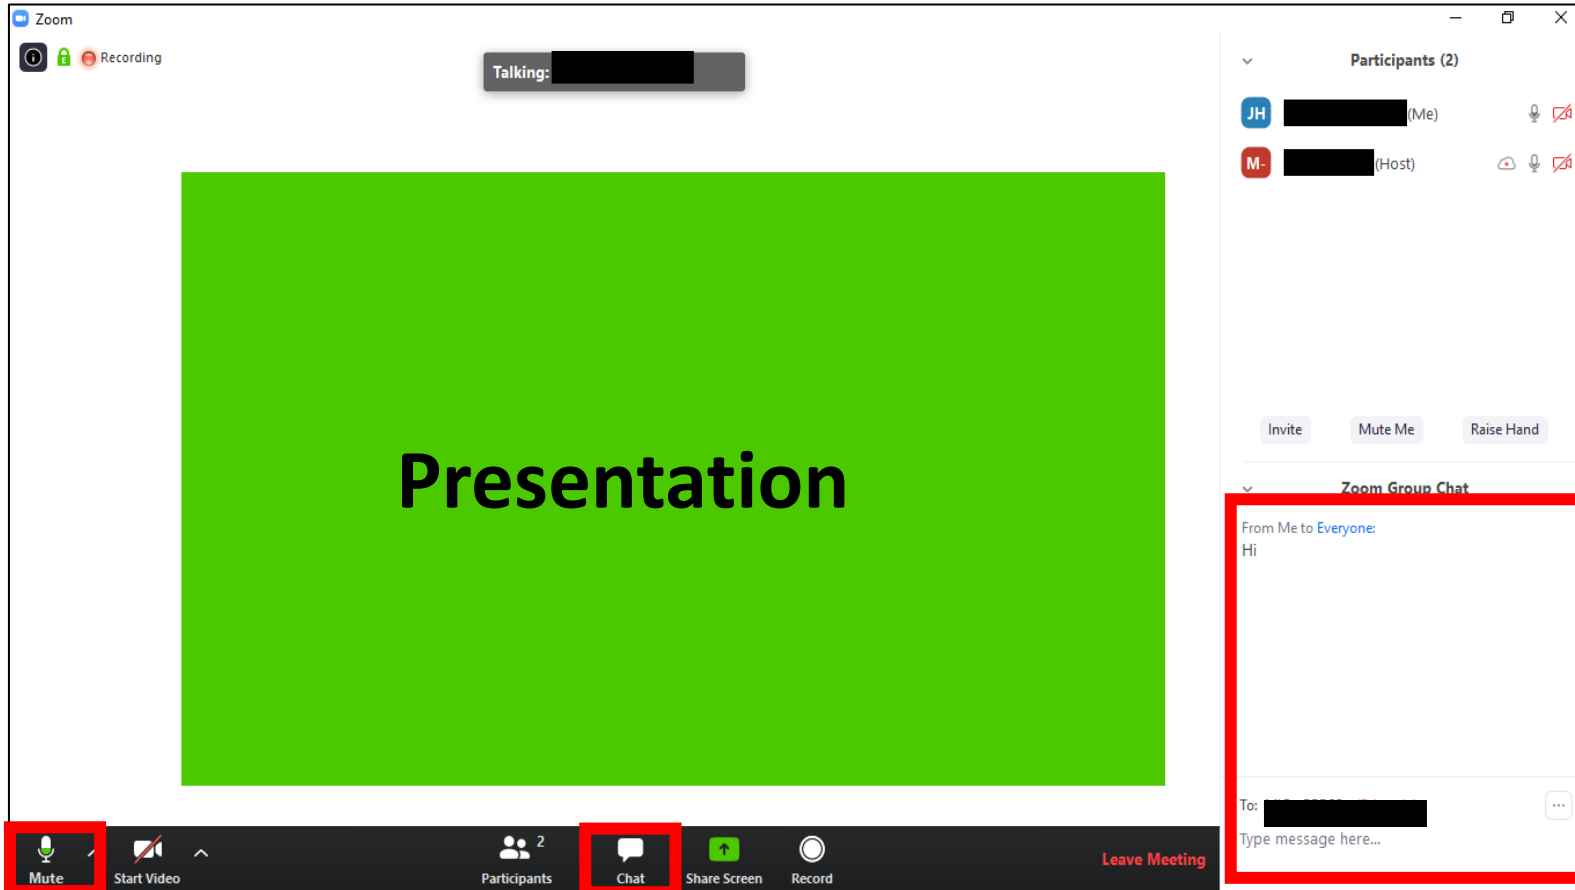 Zoom
Recording
Talking:
Participants (2)
JH (Me)
M- (Host)
Invite Mute Me Raise Hand
Zoom Group Chat
From Me to Everyone:
Hi
Presentation
To:
Type message here...
Mute Start Video Participants 2 Chat Share Screen Record Leave Meeting